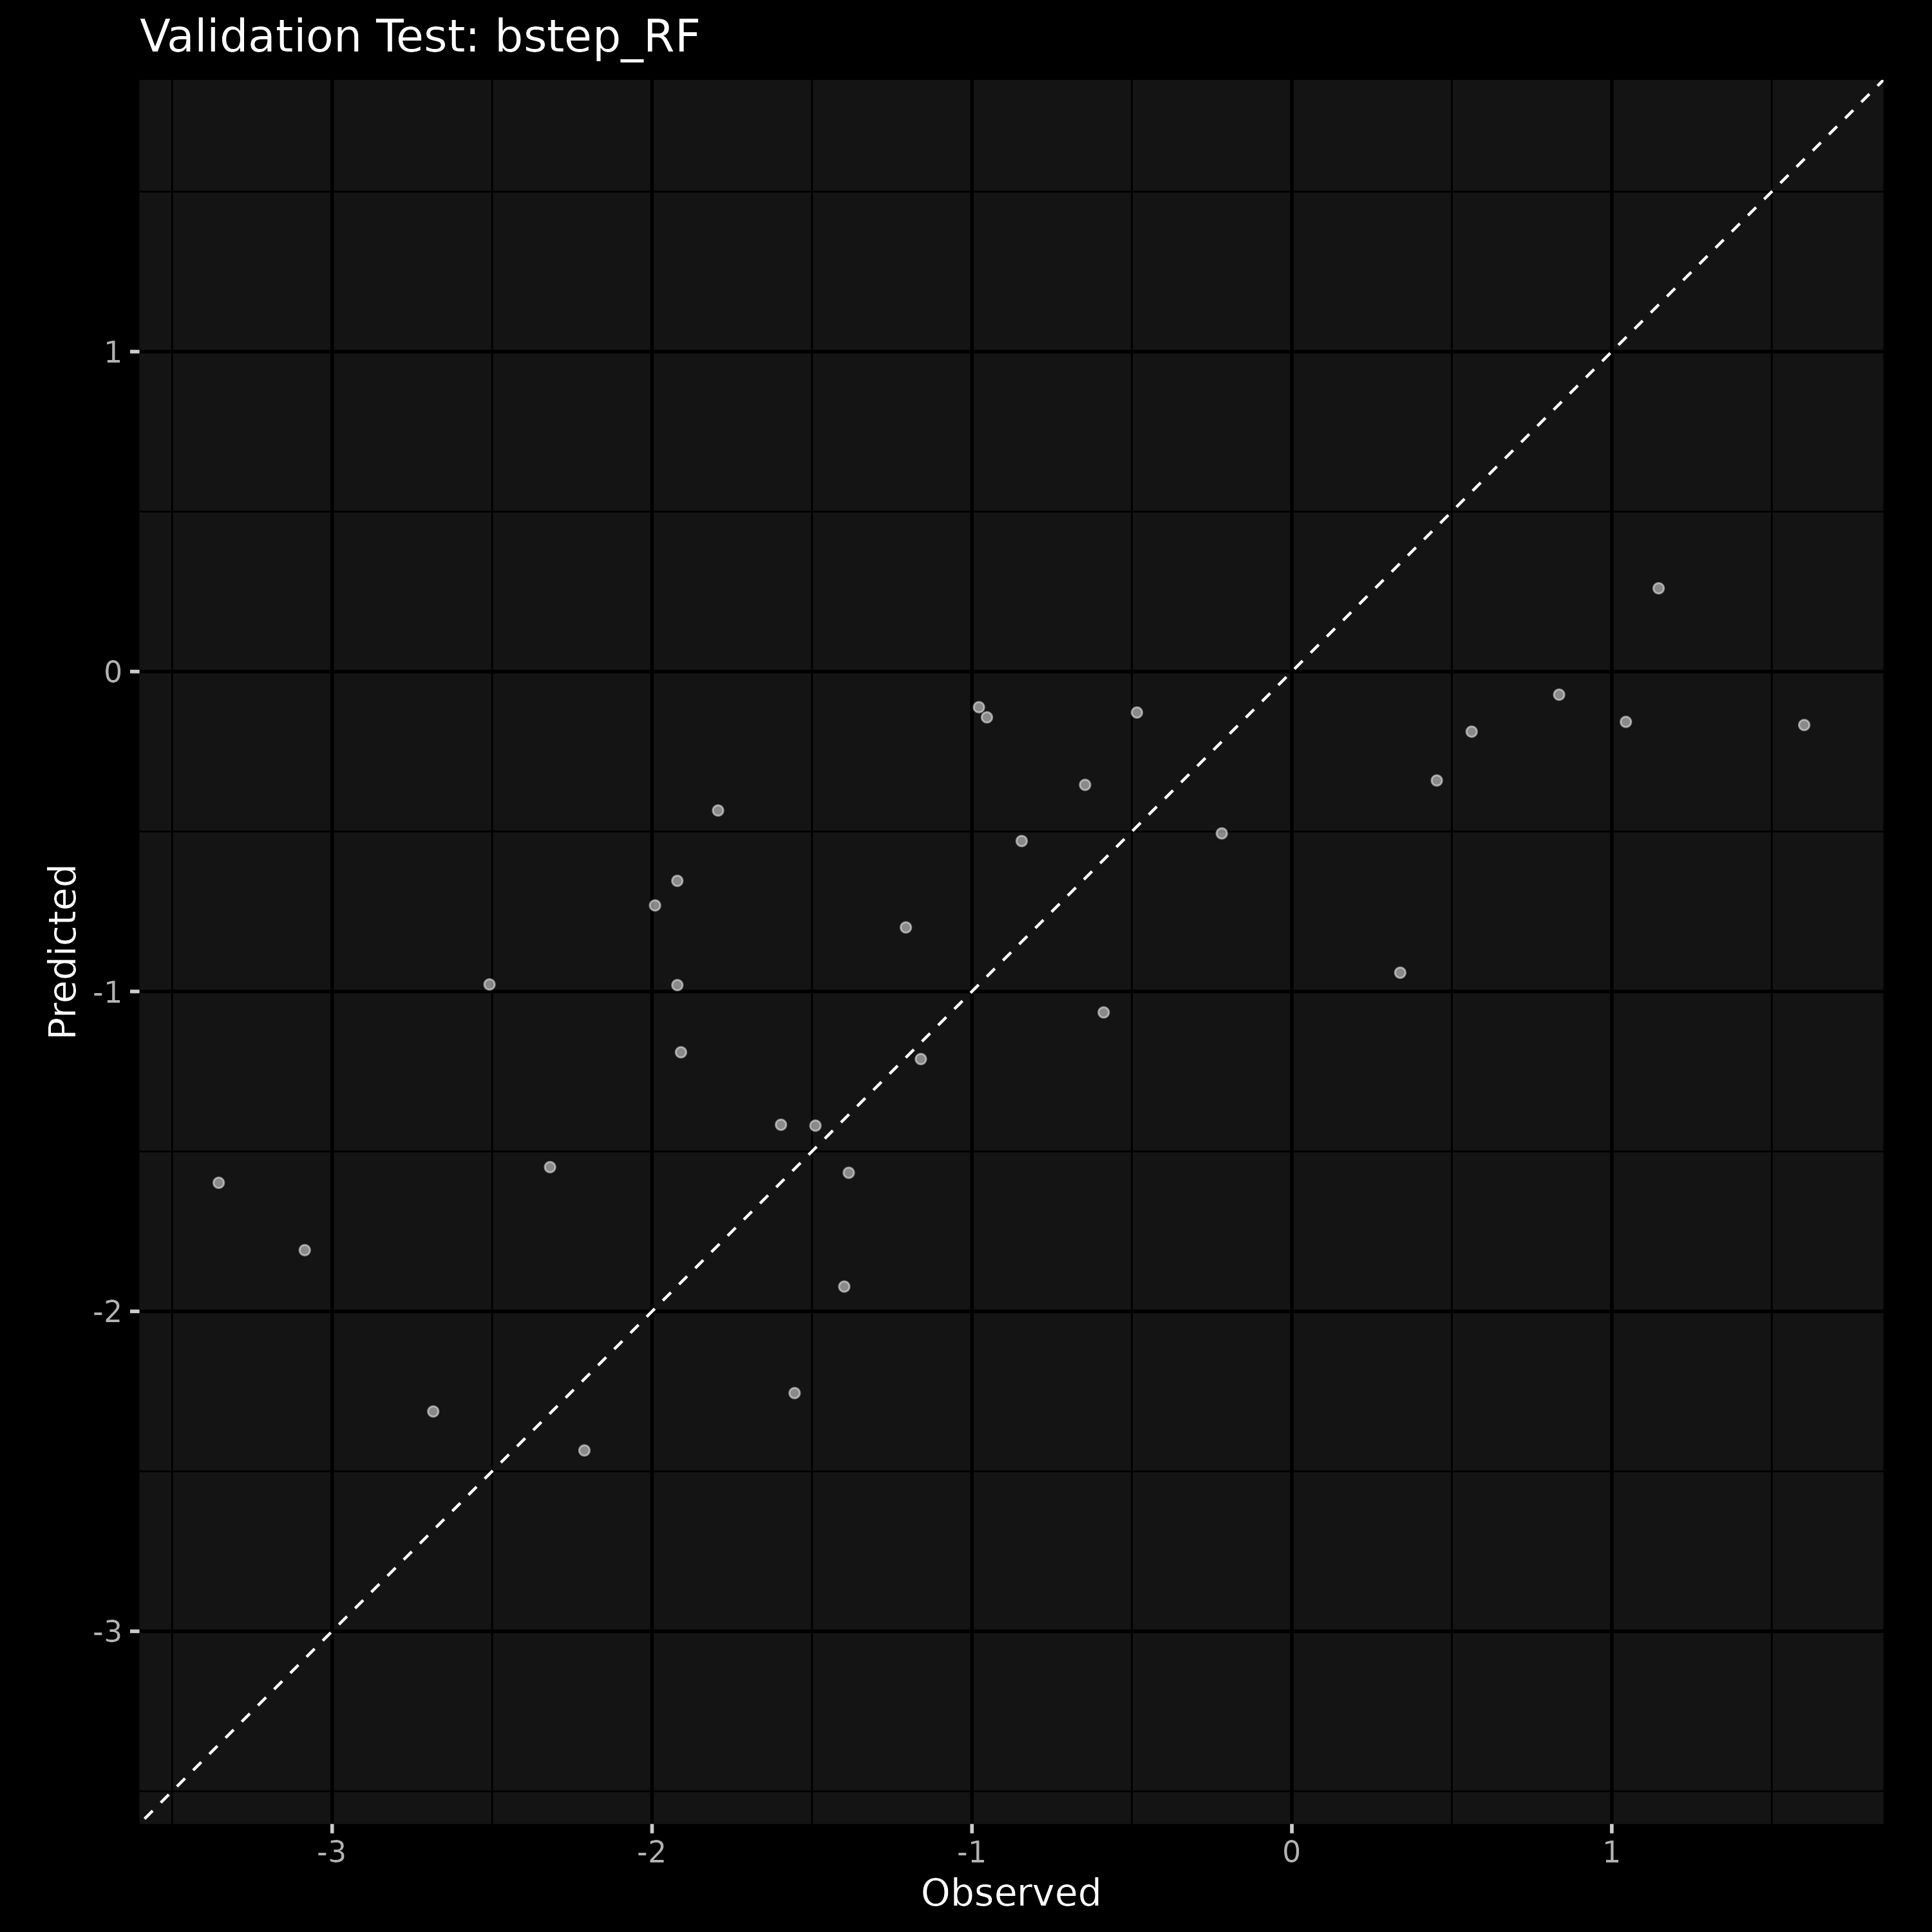 Validation Test: bstep_RF
Predicted
1
0
-1
-2
-3
-3 -2 -1 0 1
Observed